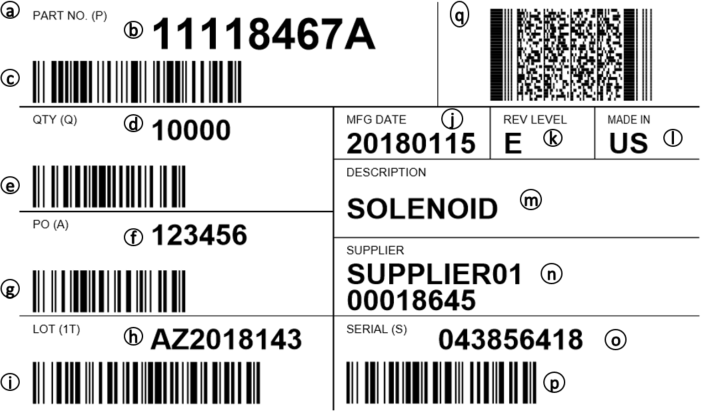 a
PART NO. (P)
b 11118467A
q
c
QTY (Q)
d 10000
MFG DATE j
20180115
REV LEVEL
E k
MADE IN
US l
e
DESCRIPTION
SOLENOID m
PO (A)
f 123456
SUPPLIER
SUPPLIER01 n
00018645
g
LOT (1T)
h AZ2018143
SERIAL (S)
043856418 o
i
p